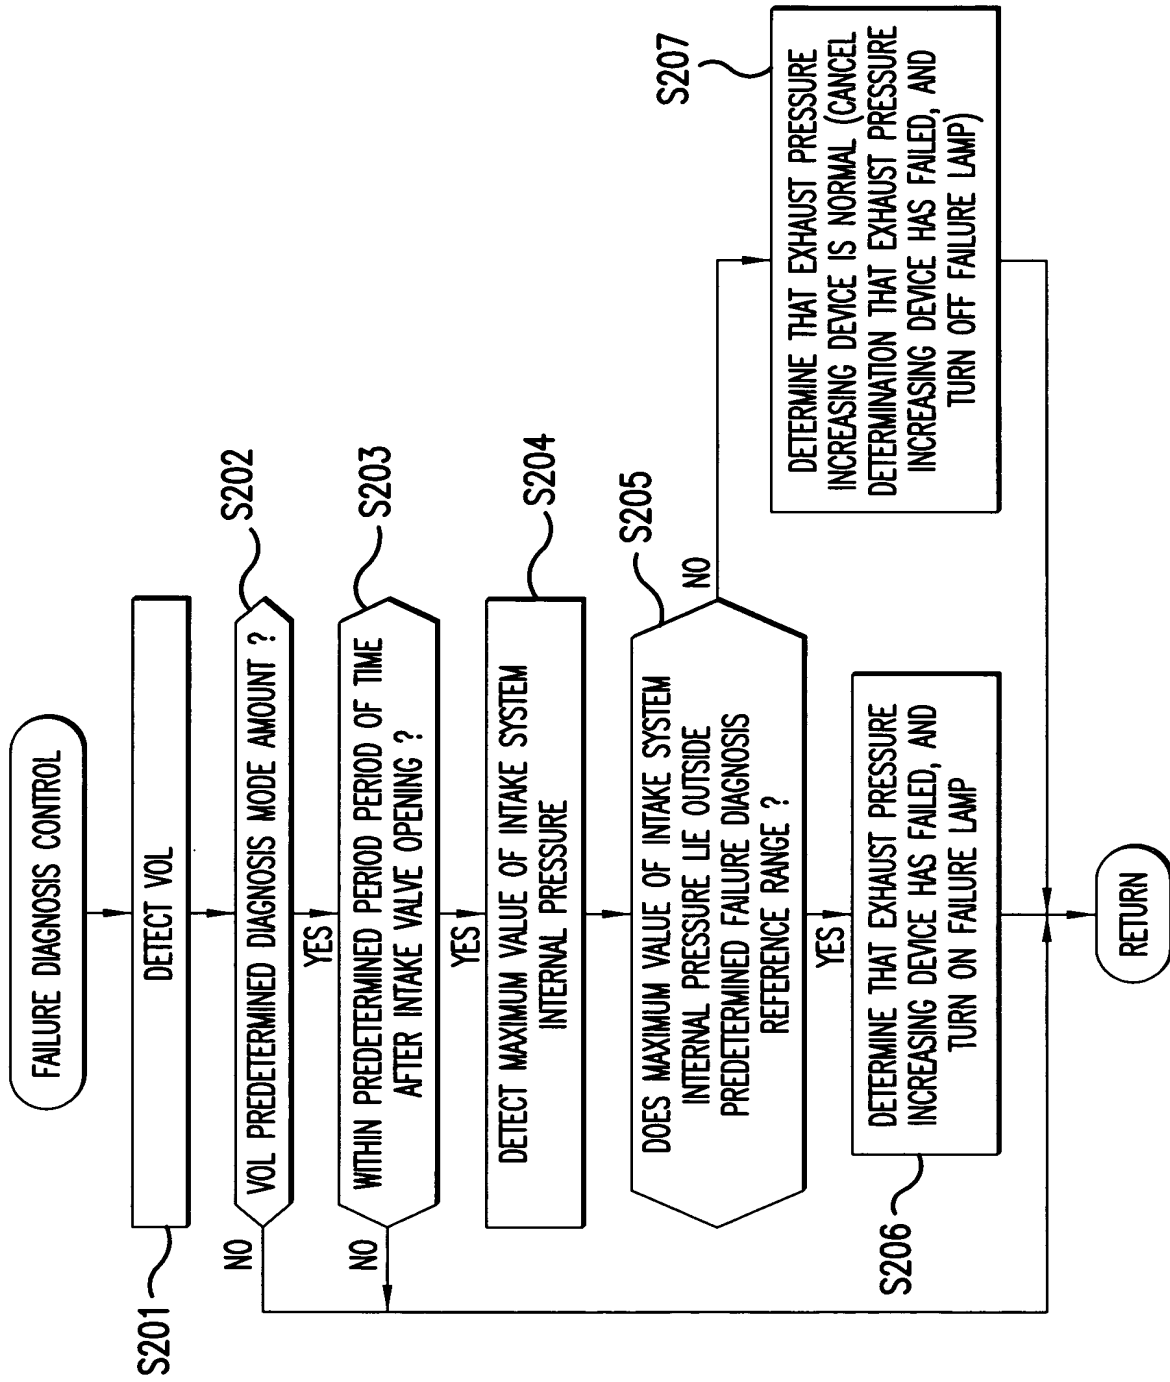 FAILURE DIAGNOSIS CONTROL
S201
DETECT VOL
S202
VOL PREDETERMINED DIAGNOSIS MODE AMOUNT ?
NO
YES
S203
WITHIN PREDETERMINED PERIOD PERIOD OF TIME
AFTER INTAKE VALVE OPENING ?
NO
YES
S204
DETECT MAXIMUM VALUE OF INTAKE SYSTEM
INTERNAL PRESSURE
S205
DOES MAXIMUM VALUE OF INTAKE SYSTEM
INTERNAL PRESSURE LIE OUTSIDE
PREDETERMINED FAILURE DIAGNOSIS
REFERENCE RANGE ?
NO
YES
S206
DETERMINE THAT EXHAUST PRESSURE
INCREASING DEVICE HAS FAILED, AND
TURN ON FAILURE LAMP
S207
DETERMINE THAT EXHAUST PRESSURE
INCREASING DEVICE IS NORMAL (CANCEL
DETERMINATION THAT EXHAUST PRESSURE
INCREASING DEVICE HAS FAILED, AND
TURN OFF FAILURE LAMP)
RETURN